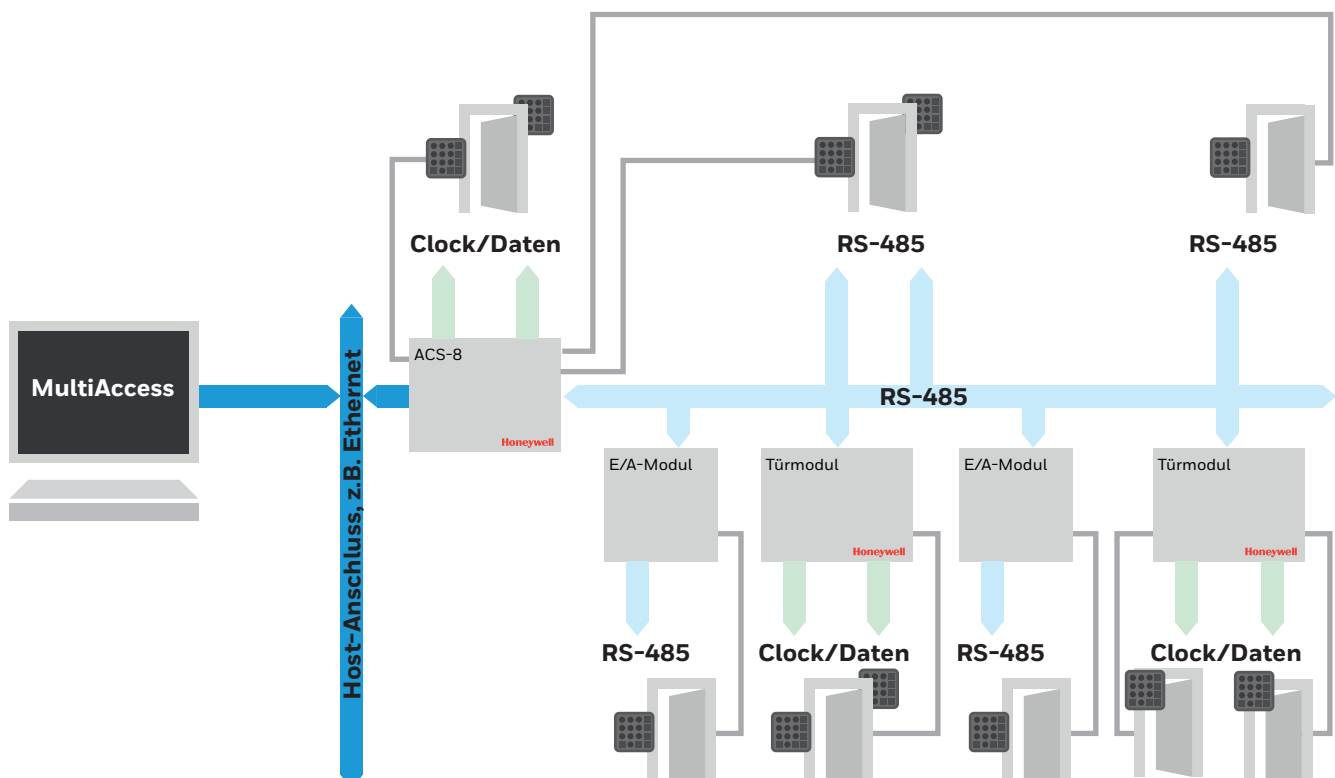 Clock/Daten
RS-485
RS-485
MultiAccess
Host-Anschluss, z.B. Ethernet
ACS-8
Honeywell
RS-485
E/A-Modul
Türmodul
Honeywell
E/A-Modul
Türmodul
Honeywell
RS-485
Clock/Daten
RS-485
Clock/Daten